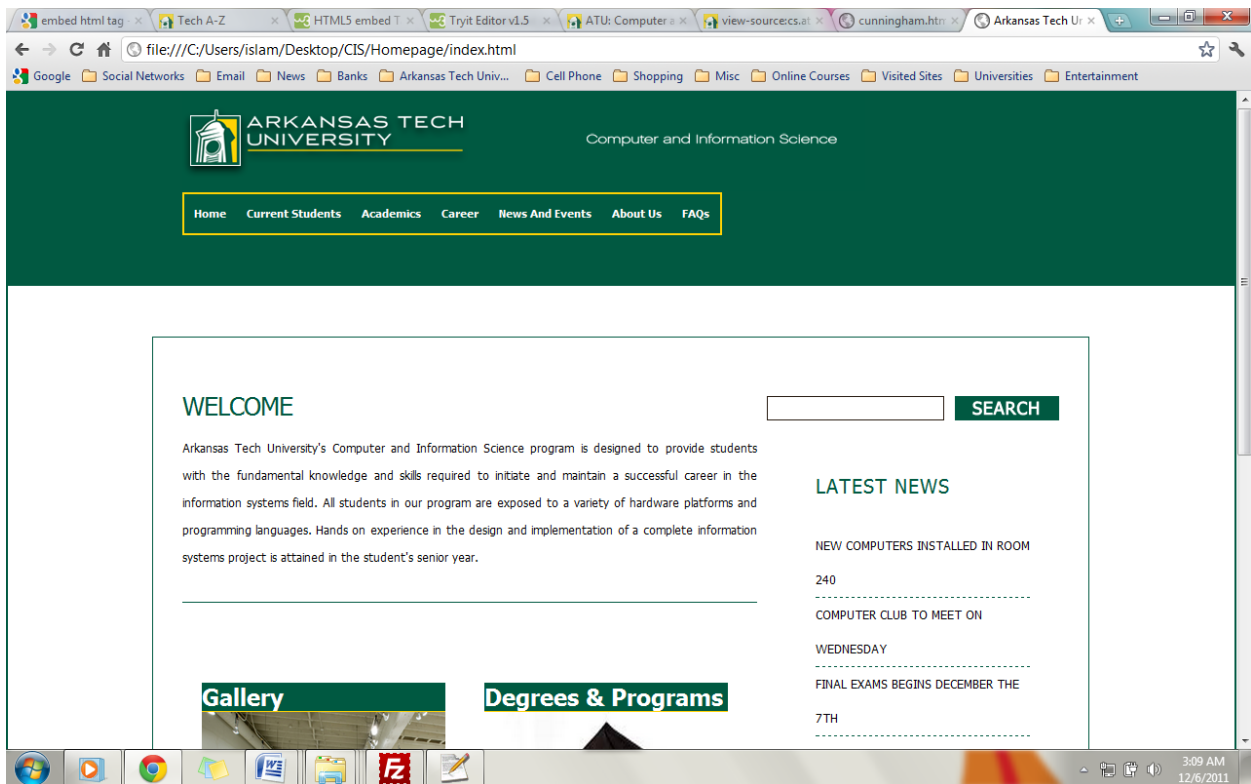 embed html tag -
Tech A-Z
HTML5 embed T
Tryit Editor v1.5
ATU: Computer a
view-source:cs.at
cunningham.htm
Arkansas Tech Ur
file:///C:/Users/islam/Desktop/CIS/Homepage/index.html
Google Social Networks Email News Banks Arkansas Tech Univ... Cell Phone Shopping Misc Online Courses Visited Sites Universities Entertainment
ARKANSAS TECH
UNIVERSITY
Computer and Information Science
Home Current Students Academics Career News And Events About Us FAQs
WELCOME
SEARCH
Arkansas Tech University's Computer and Information Science program is designed to provide students
with the fundamental knowledge and skills required to initiate and maintain a successful career in the
information systems field. All students in our program are exposed to a variety of hardware platforms and
programming languages. Hands on experience in the design and implementation of a complete information
systems project is attained in the student's senior year.
LATEST NEWS
NEW COMPUTERS INSTALLED IN ROOM
240
COMPUTER CLUB TO MEET ON
WEDNESDAY
FINAL EXAMS BEGINS DECEMBER THE
7TH
Gallery
Degrees & Programs
3:09 AM
12/6/2011